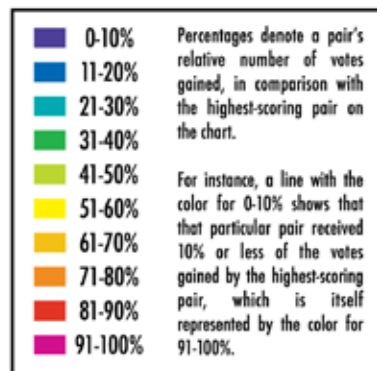 0-10%
11-20%
21-30%
31-40%
41-50%
51-60%
61-70%
71-80%
81-90%
91-100%
Percentages denote a pair's
relative number of votes
gained, in comparison with
the highest-scoring pair on
the chart.
For instance, a line with the
color for 0-10% shows that
that particular pair received
10% or less of the votes
gained by the highest-scoring
pair, which is itself
represented by the color for
91-100%.